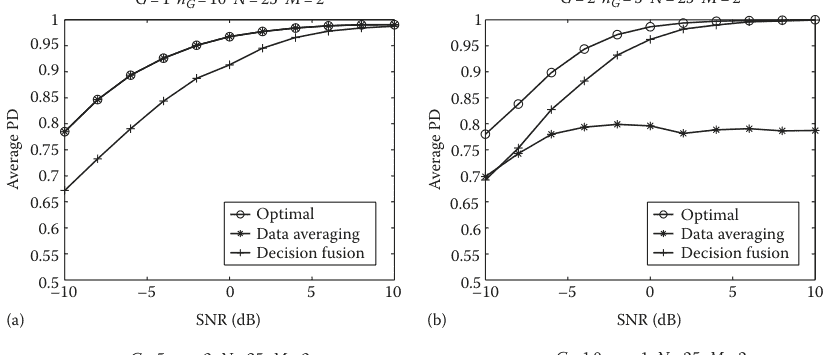 1
0.95
0.9
0.85
0.8
0.75
0.7
0.65
0.6
0.55
0.5
Average PD
−10
−5
0
5
10
SNR (dB)
(a)
Optimal
Data averaging
Decision fusion
1
0.95
0.9
0.85
0.8
0.75
0.7
0.65
0.6
0.55
0.5
Average PD
−10
−5
0
5
10
SNR (dB)
(b)
Optimal
Data averaging
Decision fusion